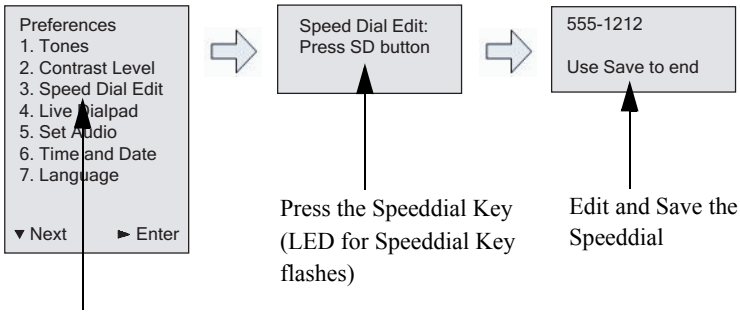 Preferences
1. Tones
2. Contrast Level
3. Speed Dial Edit
4. Live Dialpad
5. Set Audio
6. Time and Date
7. Language
▼ Next ► Enter
Speed Dial Edit:
Press SD button
Press the Speeddial Key
(LED for Speeddial Key
flashes)
555-1212
Use Save to end
Edit and Save the
Speeddial